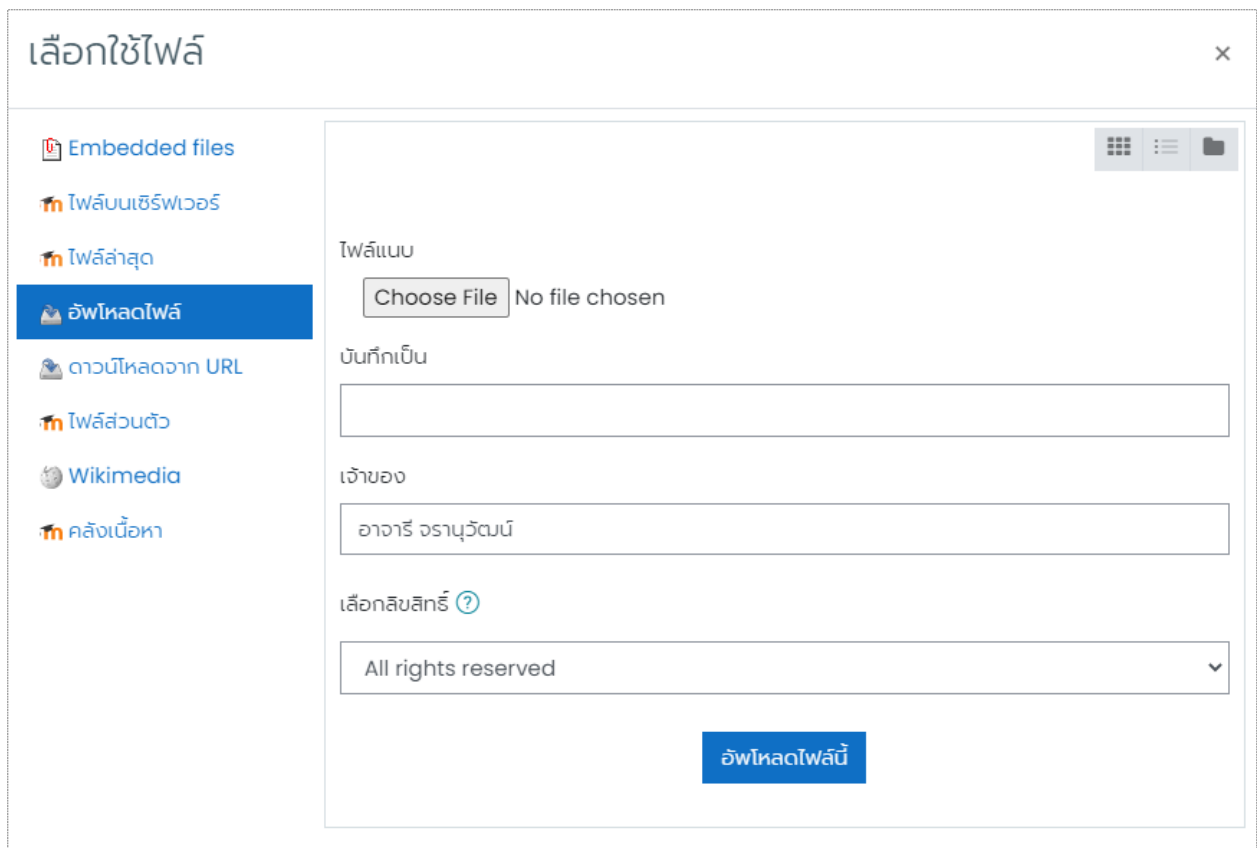 เลือกใช้ไฟล์
×
Embedded files
ไฟล์บนเซิร์ฟเวอร์
ไฟล์ล่าสุด
อัพโหลดไฟล์
ดาวน์โหลดจาก URL
ไฟล์ส่วนตัว
Wikimedia
คลังเนื้อหา
ไฟล์แนบ
Choose File No file chosen
บันทึกเป็น
เจ้าของ
อาจารี จรานุวัฒน์
เลือกลิขสิทธิ์ ?
All rights reserved
อัพโหลดไฟล์นี้